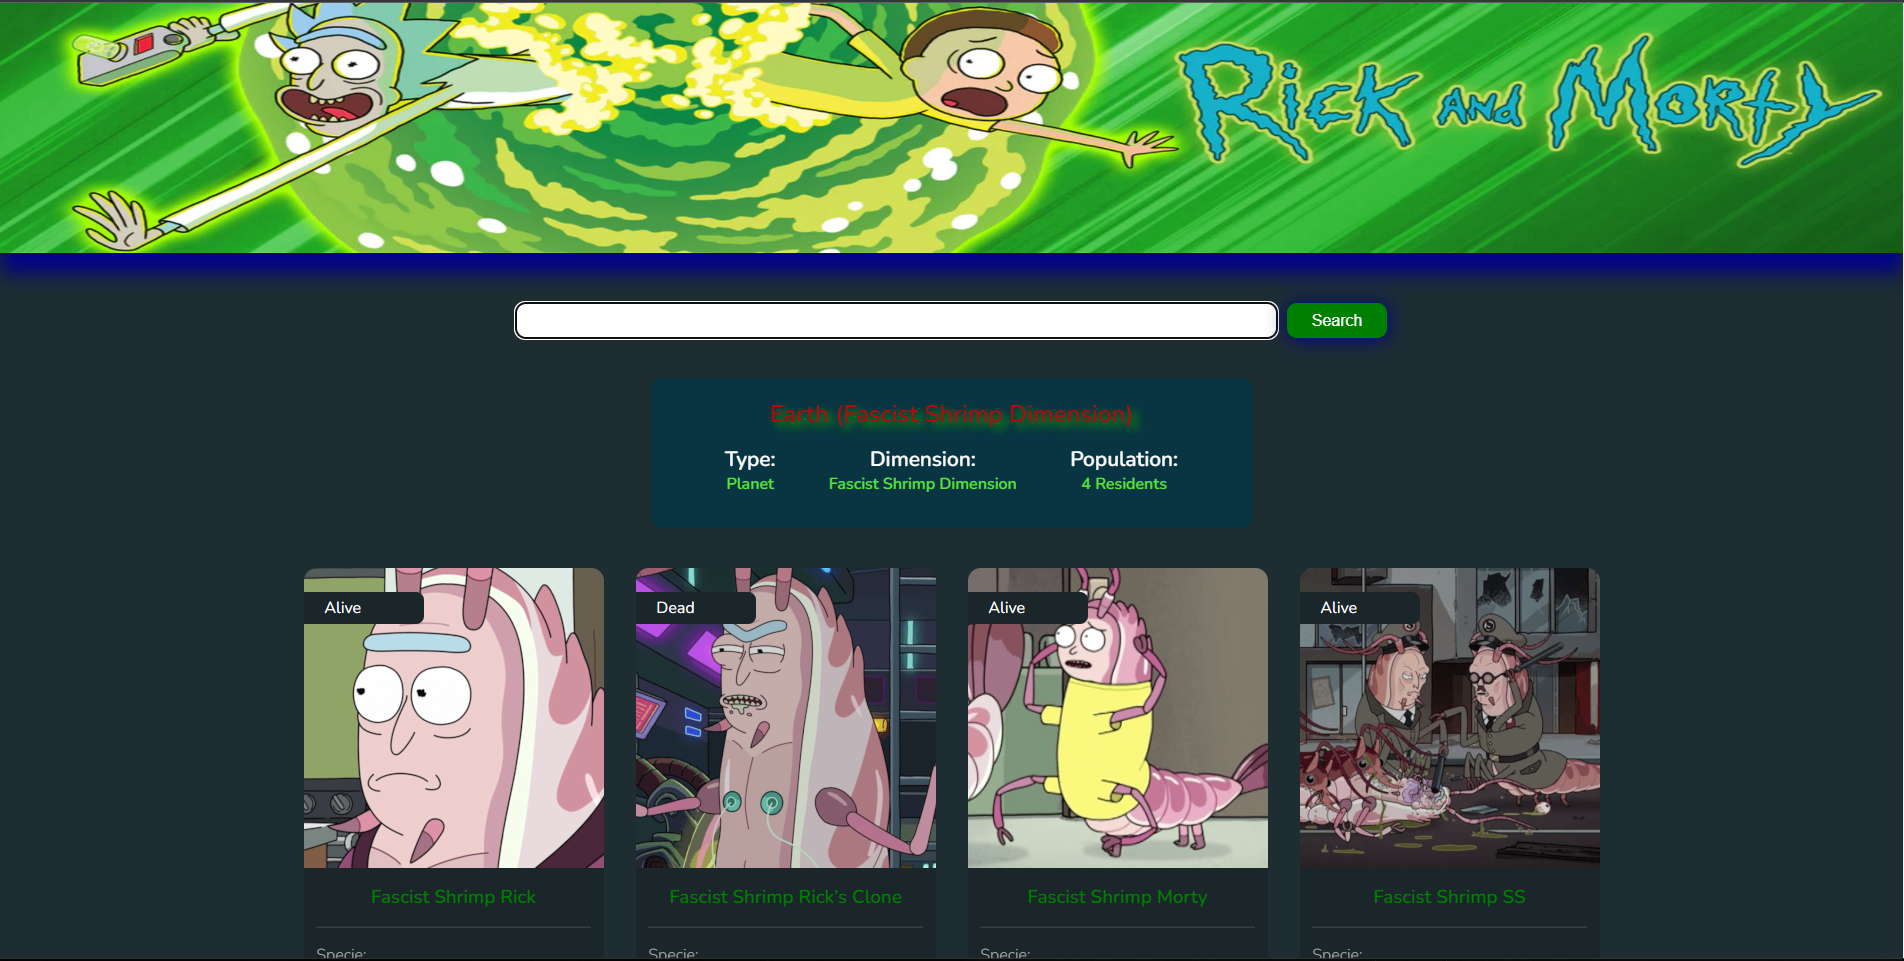 Rick and Morty
Search
Earth (Fascist Shrimp Dimension)
Type: Dimension: Population:
Planet Fascist Shrimp Dimension 4 Residents
Alive Dead Alive Alive
Fascist Shrimp Rick Fascist Shrimp Rick's Clone Fascist Shrimp Morty Fascist Shrimp SS
Specie: Specie: Specie: Specie: